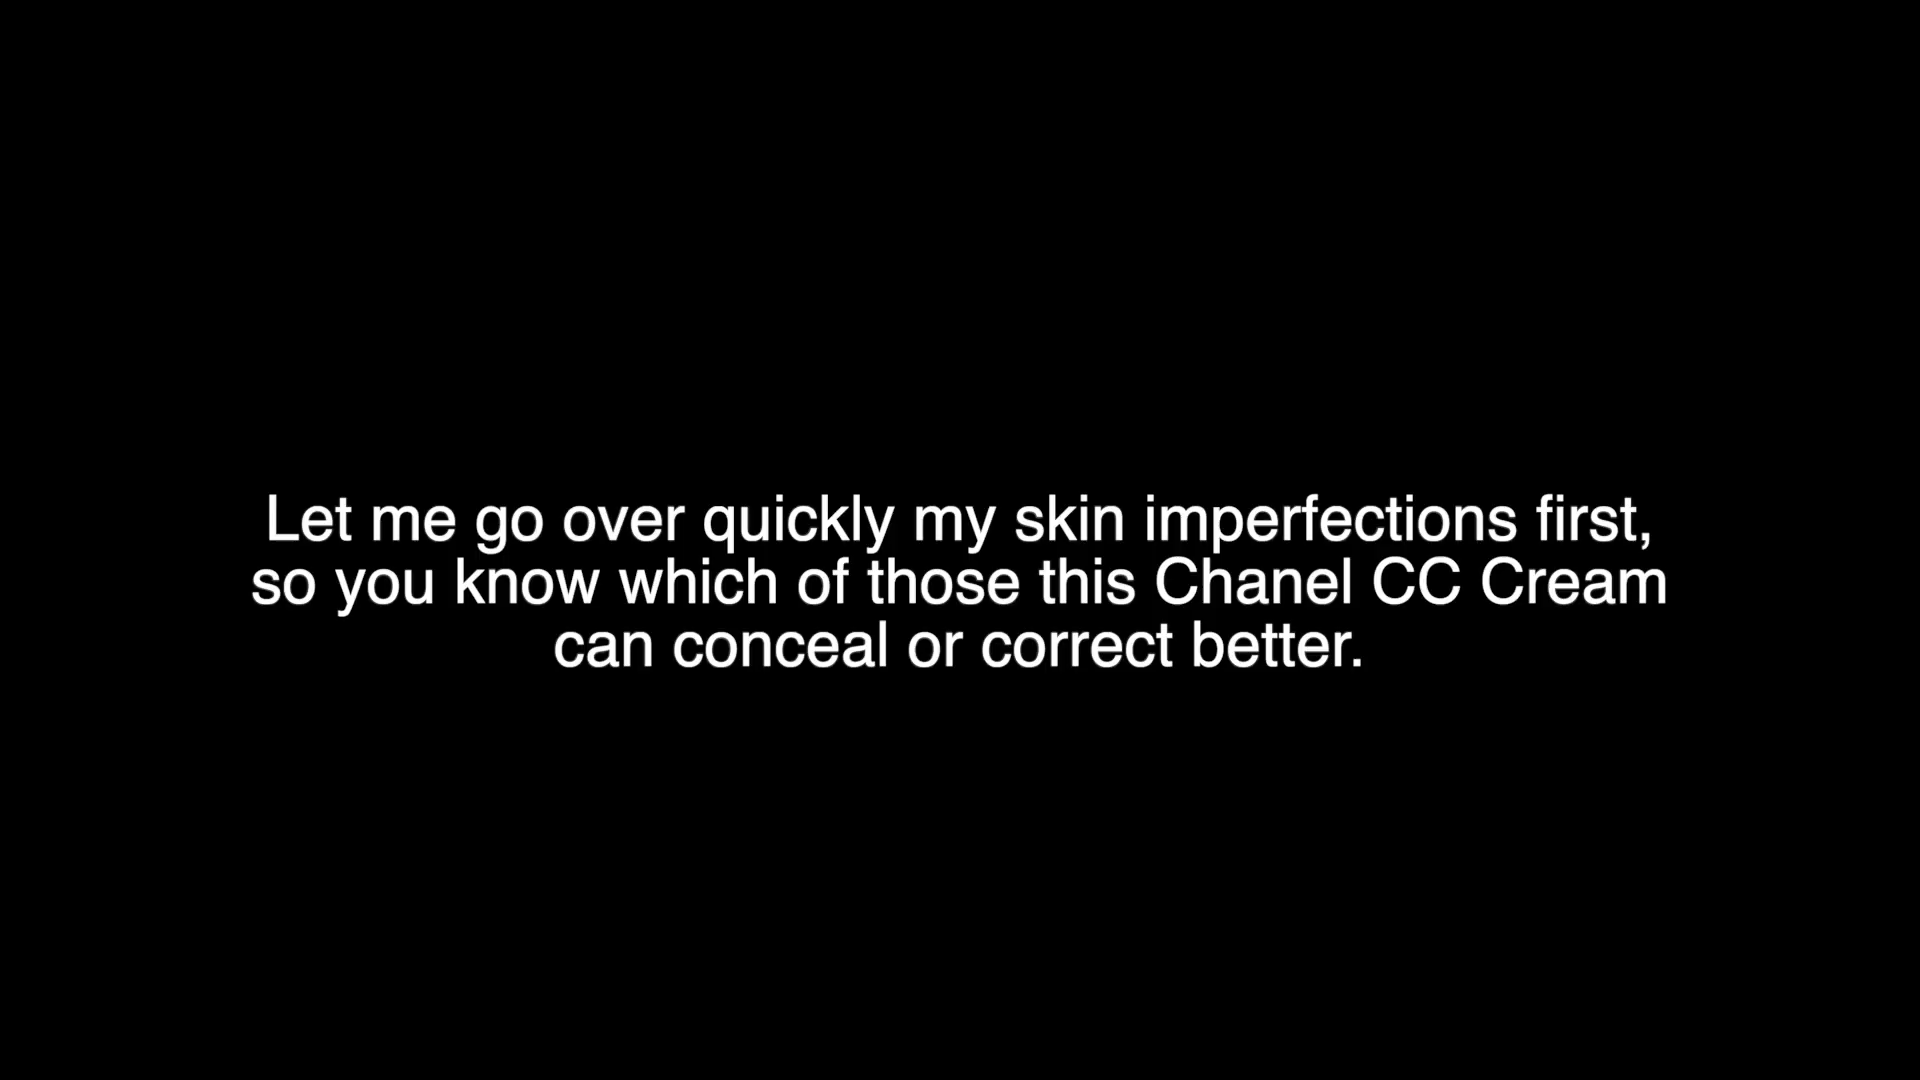 Let me go over quickly my skin imperfections first,
so you know which of those this Chanel CC Cream
can conceal or correct better.